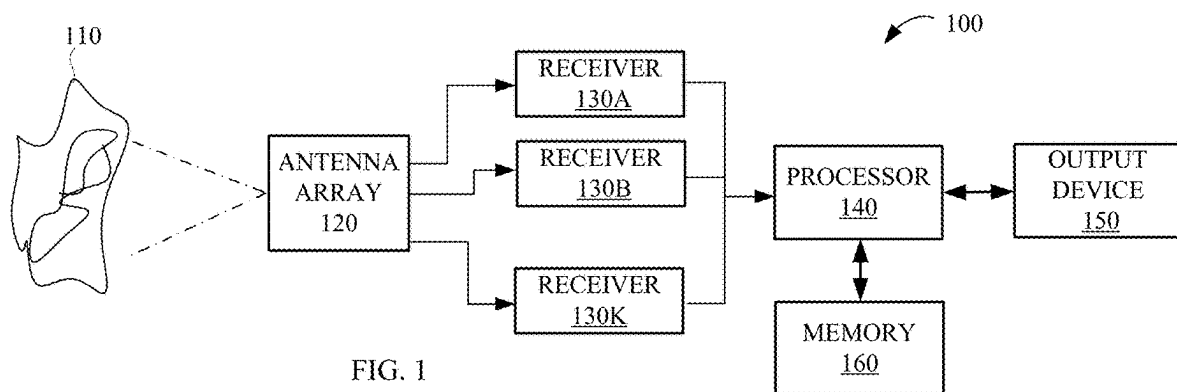 110
100
RECEIVER
130A
ANTENNA
ARRAY
120
RECEIVER
130B
PROCESSOR
140
OUTPUT
DEVICE
150
RECEIVER
130K
MEMORY
160
FIG. 1